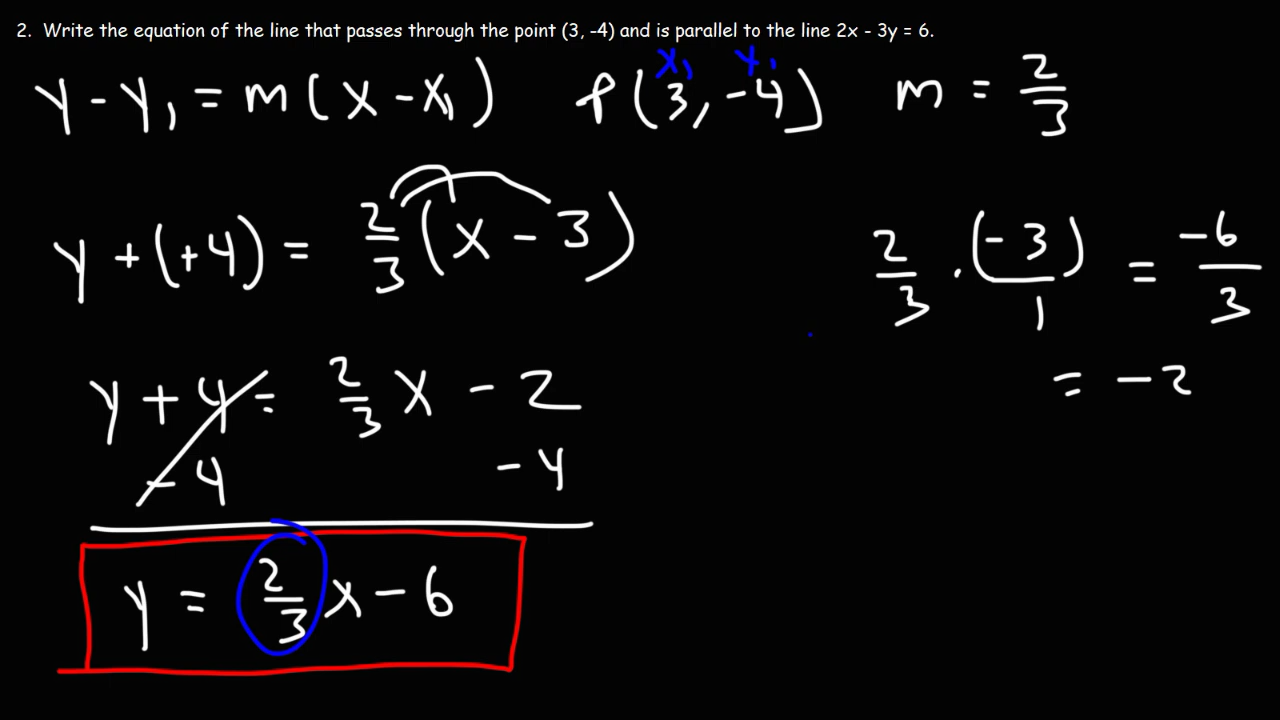 2. Write the equation of the line that passes through the point (3, -4) and is parallel to the line 2x - 3y = 6.
x₁ y₁
y - y₁ = m(x - x₁) P(3, -4) m = 2/3
y + (+4) = 2/3(x - 3)
2/3 · (-3)/1 = -6/3
= -2
y + 4 = 2/3x - 2
-4 -4
y = 2/3x - 6